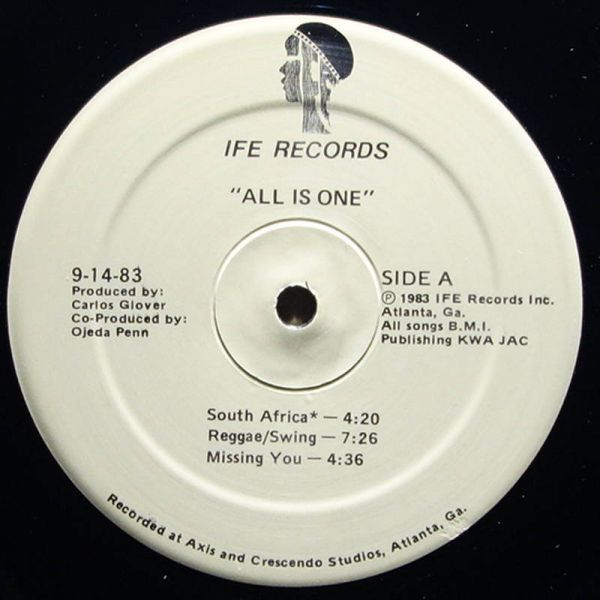 IFE RECORDS
"ALL IS ONE"
9-14-83
Produced by:
Carlos Glover
Co-Produced by:
Ojeda Penn
SIDE A
℗ 1983 IFE Records Inc.
Atlanta, Ga.
All songs B.M.I.
Publishing KWA JAC
South Africa* — 4:20
Reggae/Swing — 7:26
Missing You — 4:36
Recorded at Axis and Crescendo Studios, Atlanta, Ga.